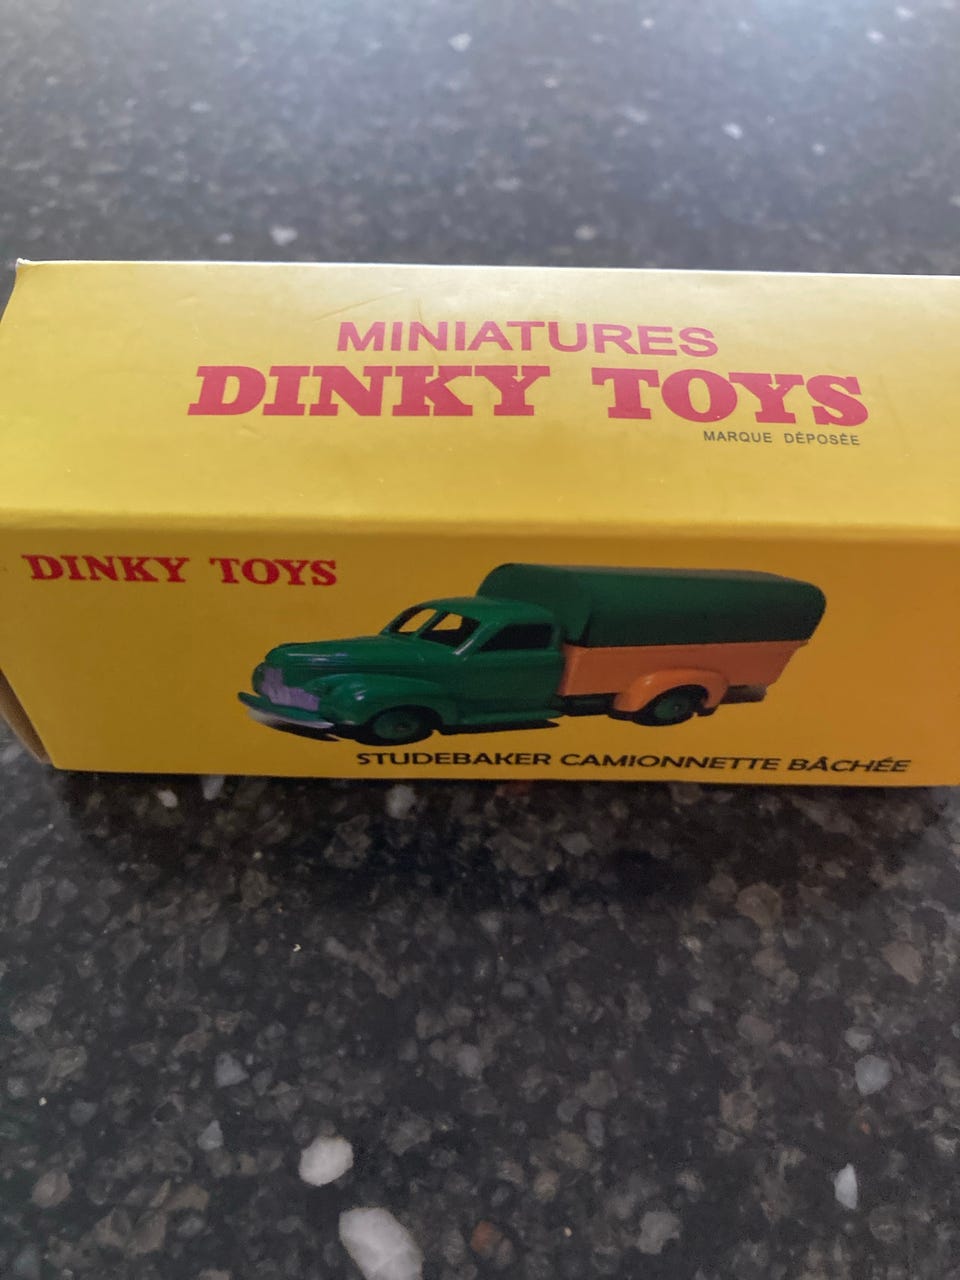 MINIATURES
DINKY TOYS
MARQUE DÉPOSÉE
DINKY TOYS
STUDEBAKER CAMIONNETTE BÂCHÉE